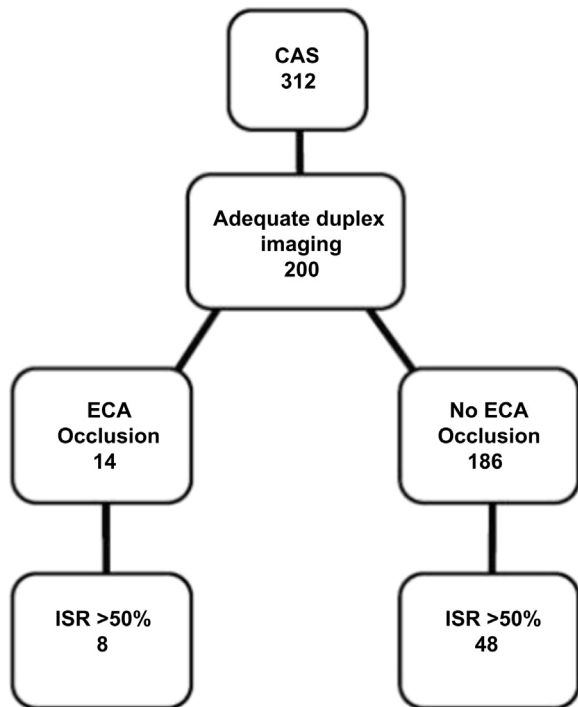 CAS
312
Adequate duplex
imaging
200
ECA
Occlusion
14
No ECA
Occlusion
186
ISR >50%
8
ISR >50%
48